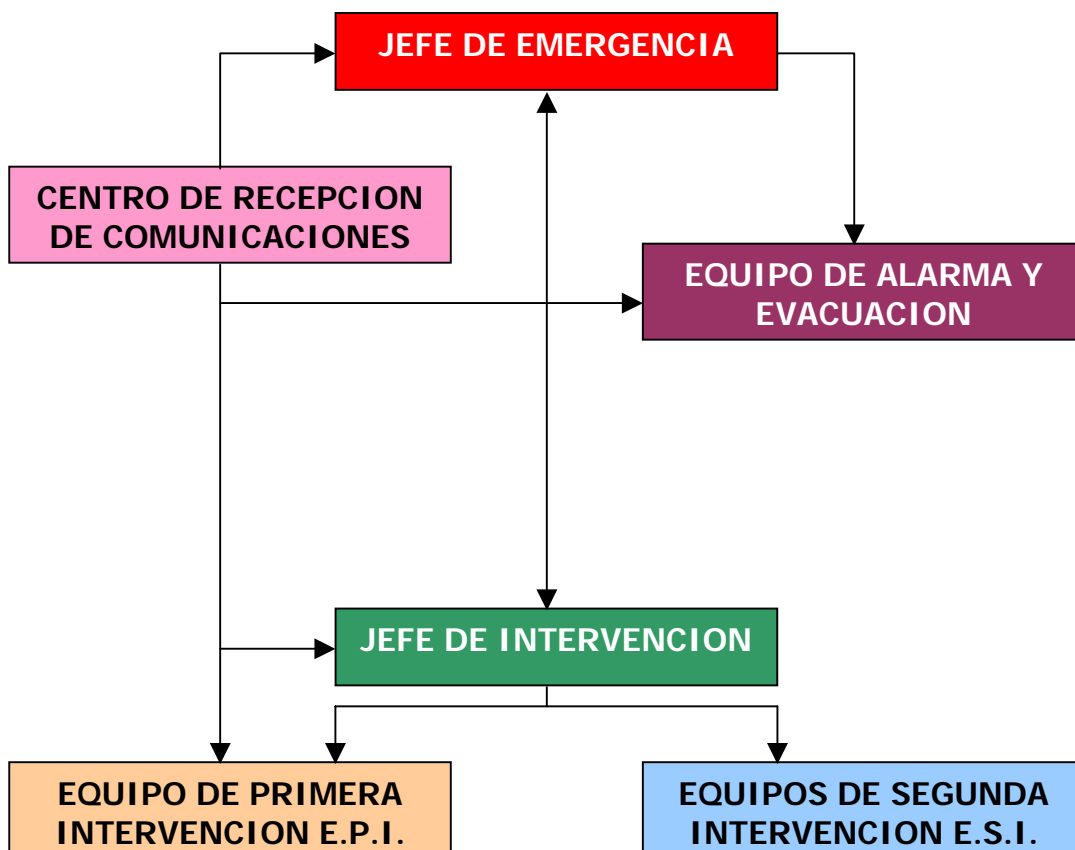 JEFE DE EMERGENCIA
CENTRO DE RECEPCION
DE COMUNICACIONES
EQUIPO DE ALARMA Y
EVACUACION
JEFE DE INTERVENCION
EQUIPO DE PRIMERA
INTERVENCION E.P.I.
EQUIPOS DE SEGUNDA
INTERVENCION E.S.I.